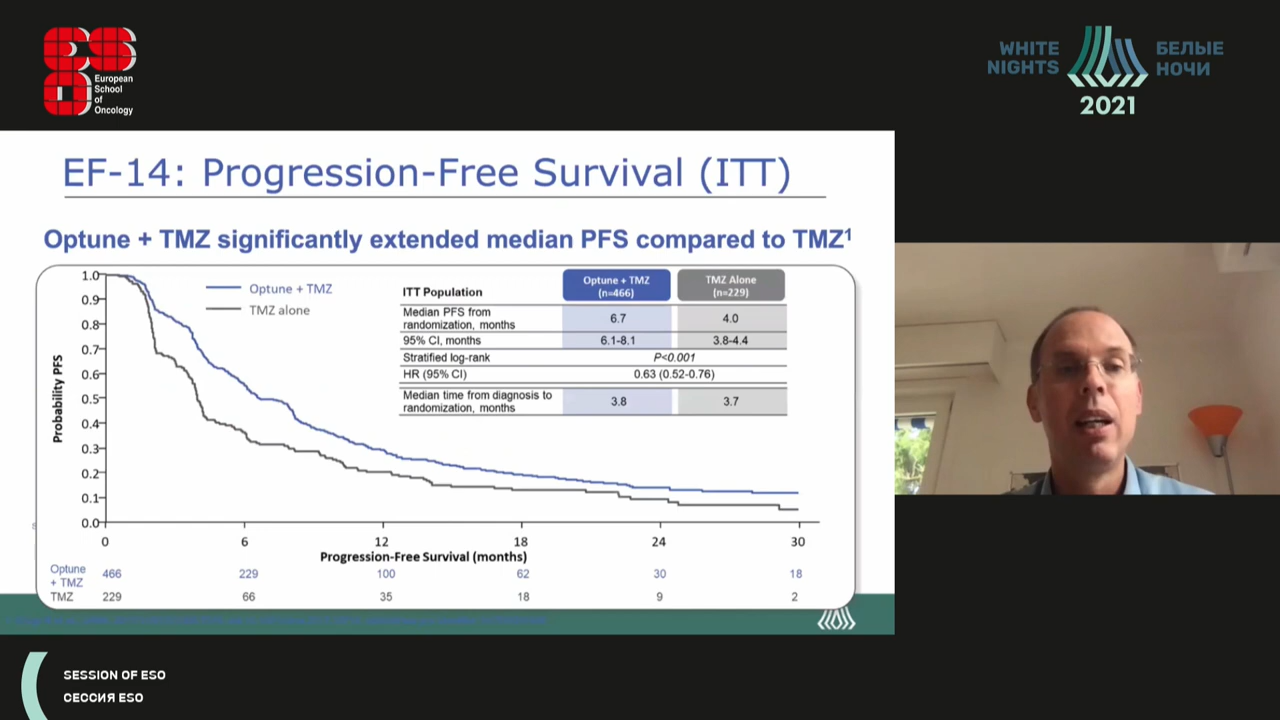 European
School
of
Oncology
WHITE
NIGHTS
БЕЛЫЕ
НОЧИ
2021
EF-14: Progression-Free Survival (ITT)
Optune + TMZ significantly extended median PFS compared to TMZ¹
Optune + TMZ
TMZ alone
ITT Population
Optune + TMZ
(n=466)
TMZ Alone
(n=229)
Median PFS from
randomization, months
6.7
4.0
95% CI, months
6.1-8.1
3.8-4.4
Stratified log-rank
P<0.001
HR (95% CI)
0.63 (0.52-0.76)
Median time from diagnosis to
randomization, months
3.8
3.7
Probability PFS
1.0
0.9
0.8
0.7
0.6
0.5
0.4
0.3
0.2
0.1
0.0
0 6 12 18 24 30
Progression-Free Survival (months)
Optune
+ TMZ
466 229 100 62 30 18
TMZ 229 66 35 18 9 2
SESSION OF ESO
СЕССИЯ ESO